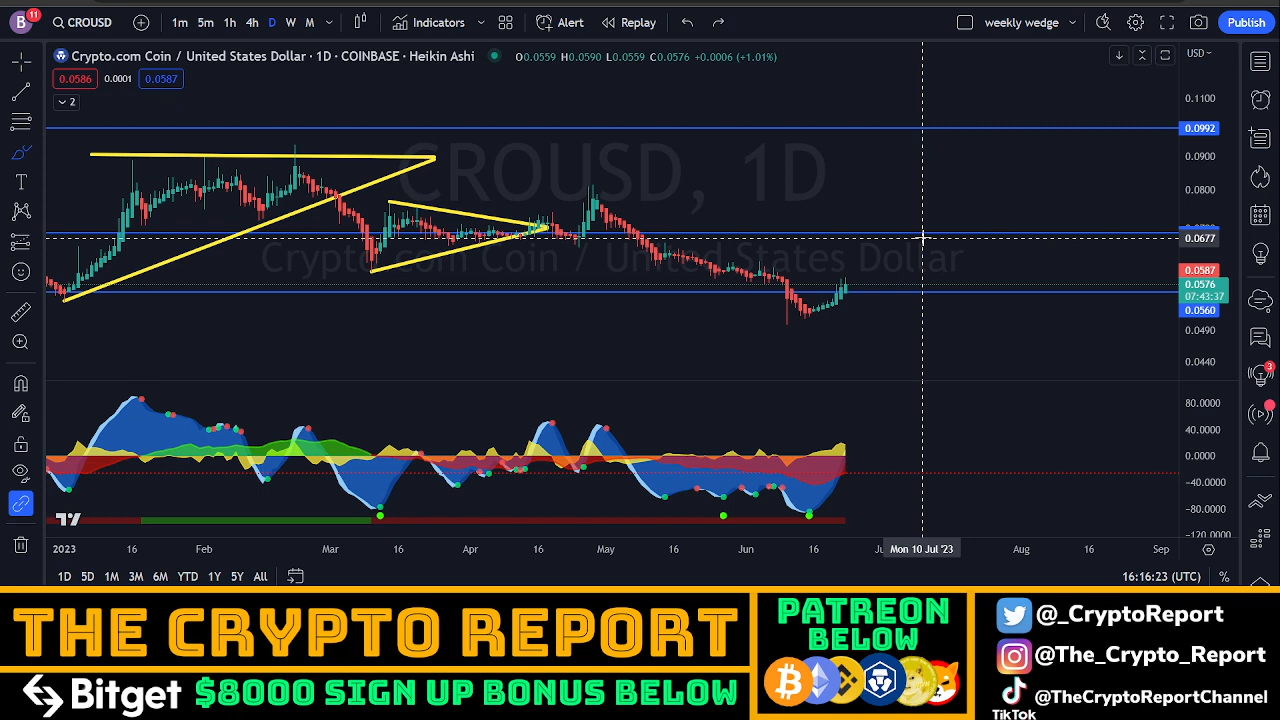 B 11 CROUSD 1m 5m 1h 4h D W M Indicators Alert Replay weekly wedge Publish
Crypto.com Coin / United States Dollar · 1D · COINBASE · Heikin Ashi O0.0559 H0.0590 L0.0559 C0.0576 +0.0006 (+1.01%) USD
0.0586 0.0001 0.0587
2
CROUSD, 1D
Crypto.com Coin / United States Dollar
0.1100
0.0992
0.0900
0.0800
0.0677
0.0587
0.0576
07:43:37
0.0560
0.0490
0.0440
80.0000
40.0000
0.0000
−40.0000
−80.0000
−120.0000
3
2023 16 Feb Mar 16 Apr 16 May 16 Jun 16 Mon 10 Jul '23 Aug 16 Sep
1D 5D 1M 3M 6M YTD 1Y 5Y All 16:16:23 (UTC) %
THE CRYPTO REPORT
Bitget $8000 SIGN UP BONUS BELOW
PATREON
BELOW
@_CryptoReport
@The_Crypto_Report
@TheCryptoReportChannel
TikTok